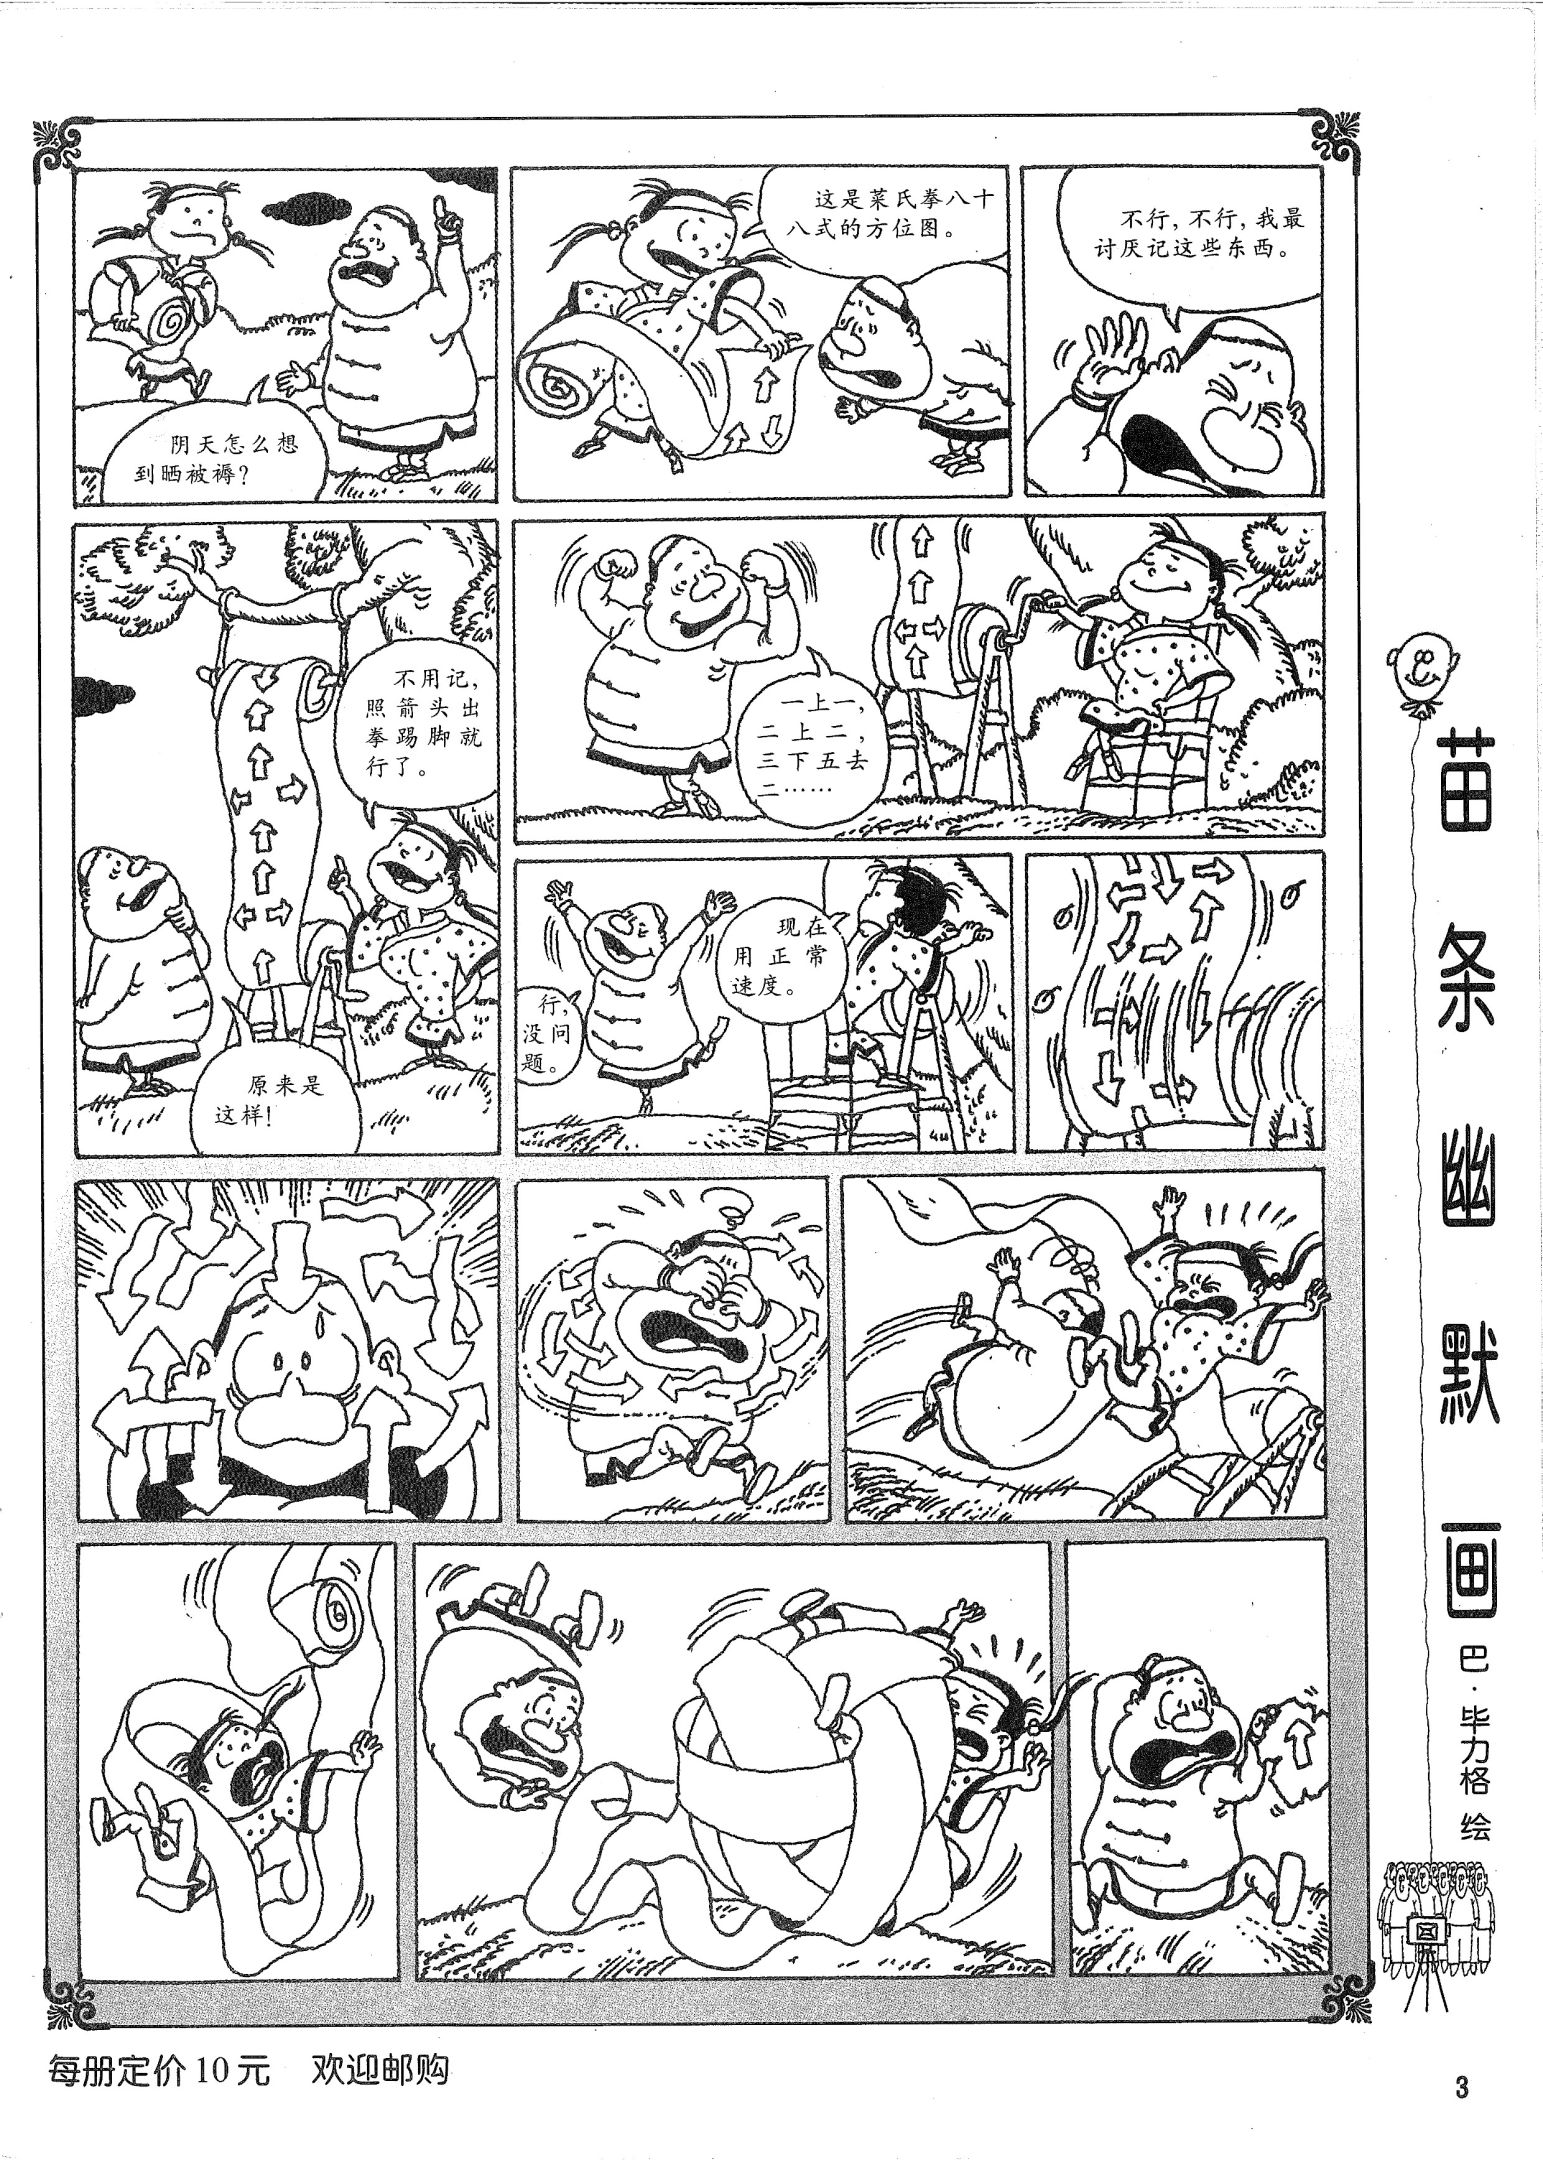 阴天怎么想
到晒被褥？
这是菜氏拳八十
八式的方位图。
不行，不行，我最
讨厌记这些东西。
不用记，
照箭头出
拳踢脚就
行了。
原来是
这样！
一上一，
二上二，
三下五去
二……
行，
没问
题。
现在
用正常
速度。
苗条幽默画
巴·毕力格 绘
每册定价10元 欢迎邮购
3